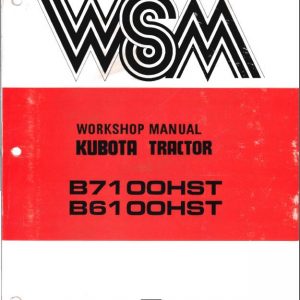 WSM
WORKSHOP MANUAL
KUBOTA TRACTOR
B7100HST
B6100HST